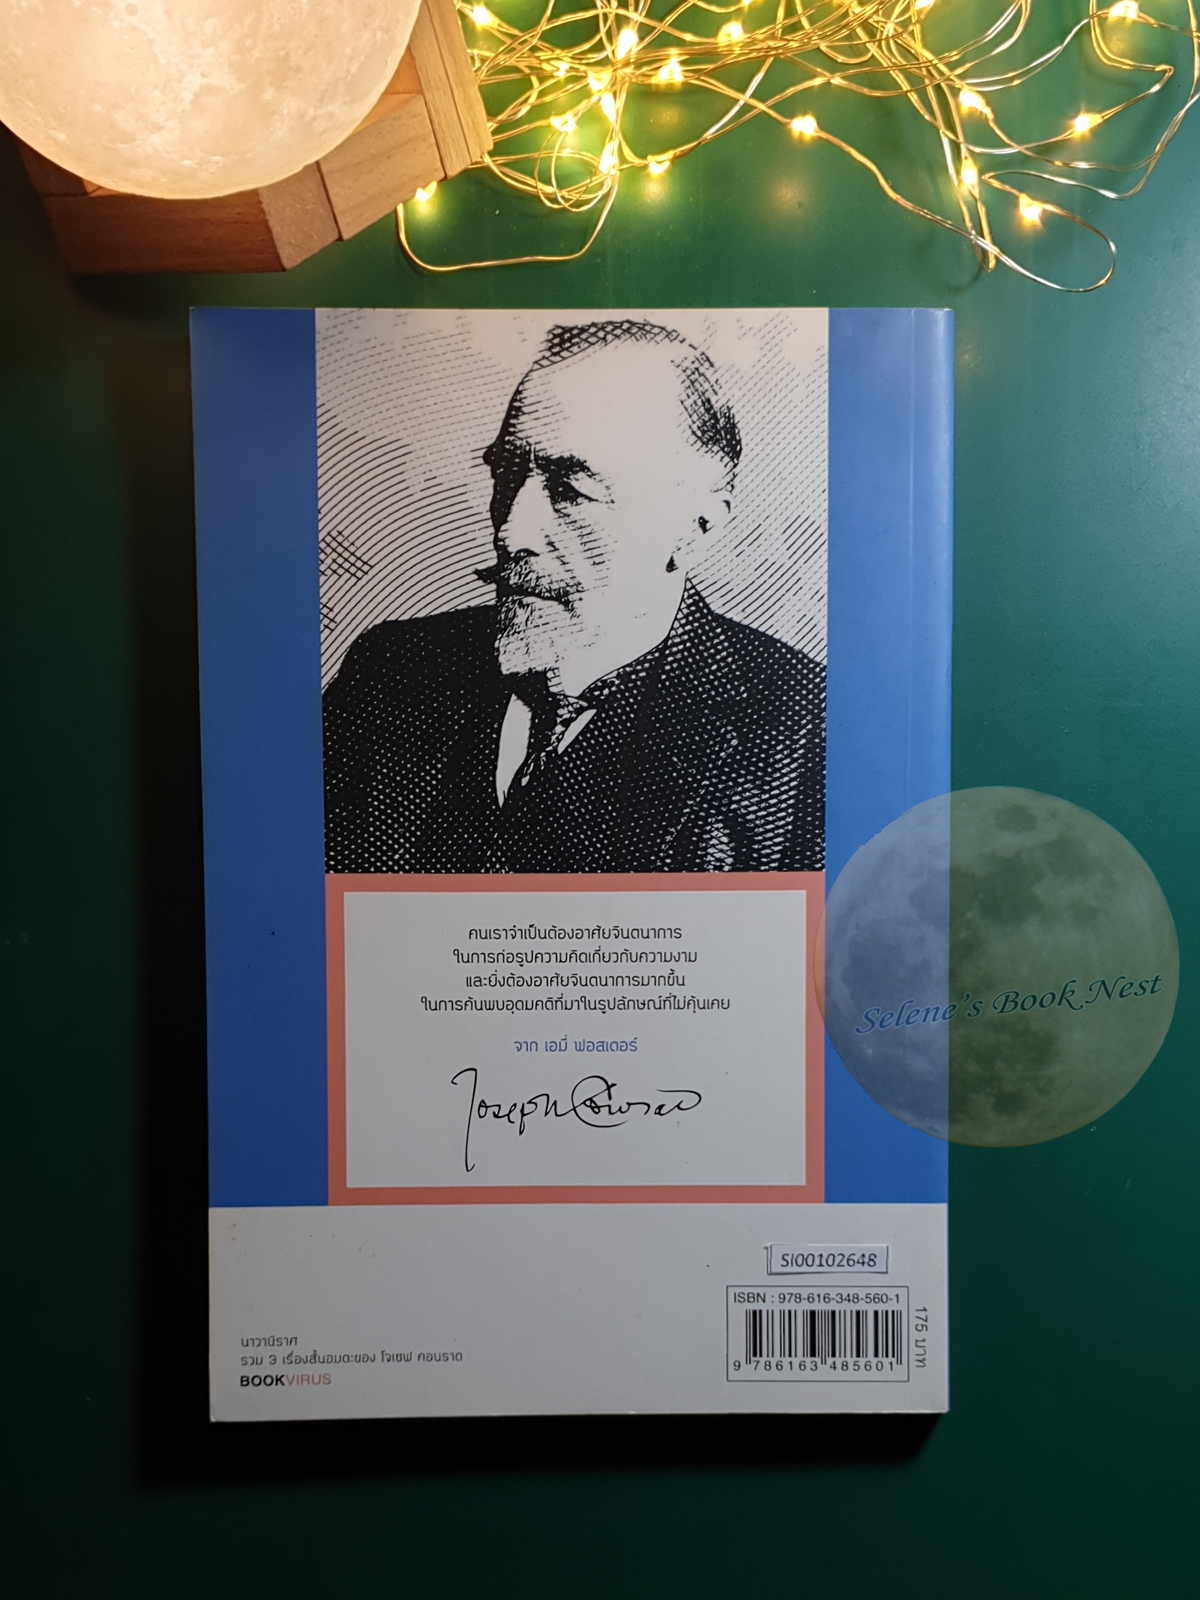 คนเราจำเป็นต้องอาศัยจินตนาการ
ในการก่อรูปความคิดเกี่ยวกับความงาม
และยิ่งต้องอาศัยจินตนาการมากขึ้น
ในการค้นพบอุดมคติที่มาในรูปลักษณ์ที่ไม่คุ้นเคย
จาก เอมี่ ฟอสเตอร์
Joseph Conrad
Selene's Book Nest
SI00102648
ISBN : 978-616-348-560-1
9 786163 485601
175 บาท
นาวานิราศ
รวม 3 เรื่องสั้นอมตะของ โจเซฟ คอนราด
BOOKVIRUS